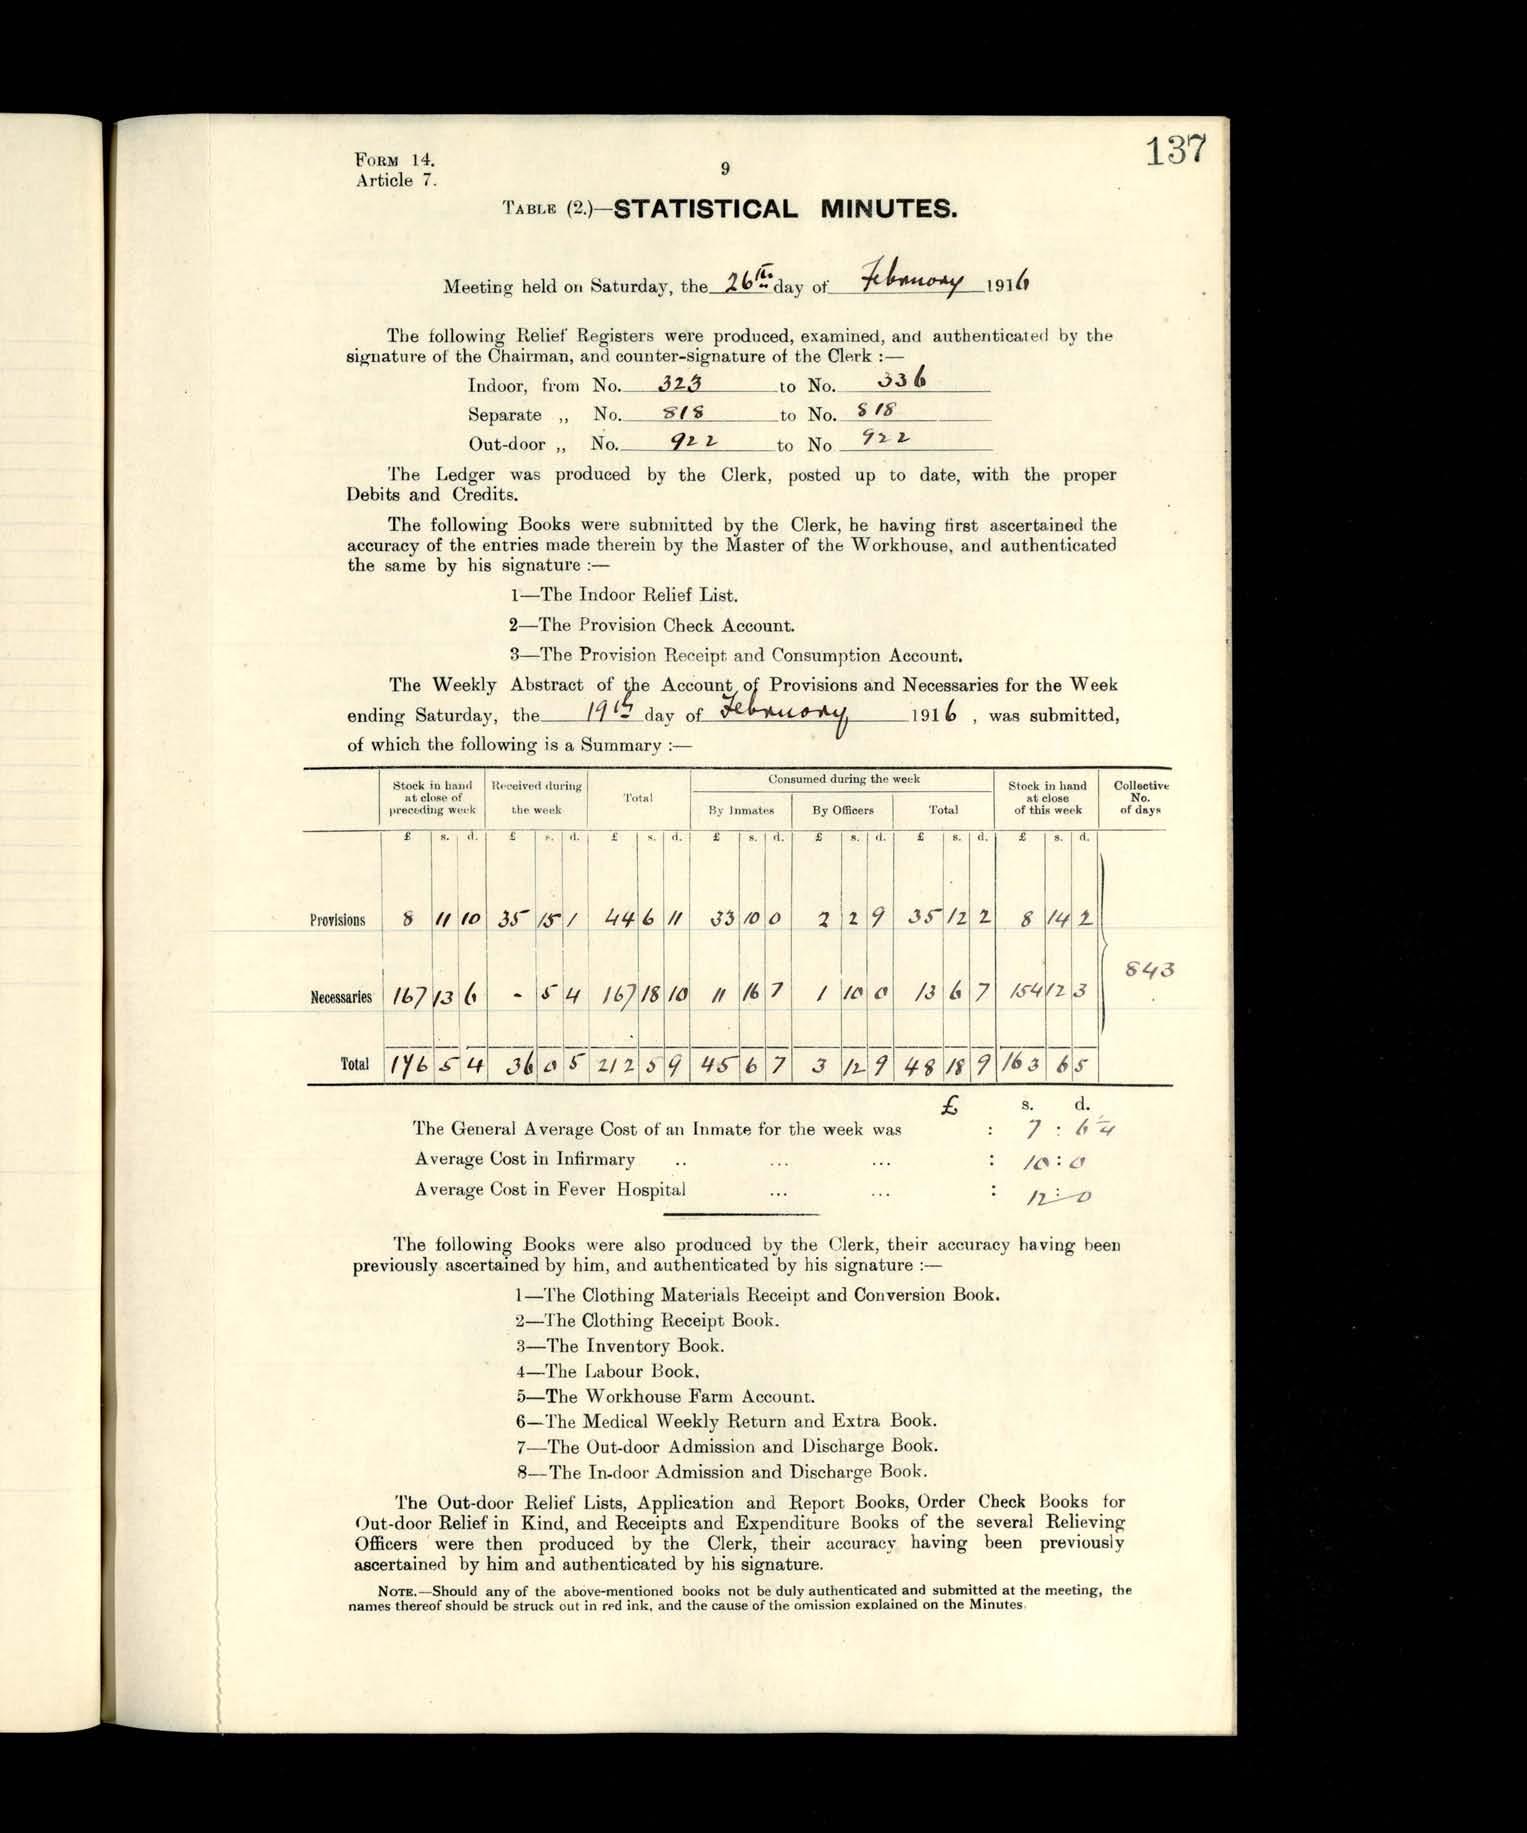 137
FORM 14.
Article 7.
9
TABLE (2.)—STATISTICAL MINUTES.
Meeting held on Saturday, the 26th day of February 1916
The following Relief Registers were produced, examined, and authenticated by the
signature of the Chairman, and counter-signature of the Clerk :—
Indoor, from No. 323 to No. 336
Separate ,, No. 818 to No. 818
Out-door ,, No. 922 to No 922
The Ledger was produced by the Clerk, posted up to date, with the proper
Debits and Credits.
The following Books were submitted by the Clerk, he having first ascertained the
accuracy of the entries made therein by the Master of the Workhouse, and authenticated
the same by his signature :—
1—The Indoor Relief List.
2—The Provision Check Account.
3—The Provision Receipt and Consumption Account.
The Weekly Abstract of the Account of Provisions and Necessaries for the Week
ending Saturday, the 19th day of February 1916 , was submitted,
of which the following is a Summary :—
Stock in hand at close of preceding week Received during the week Total Consumed during the week Stock in hand at close of this week Collective No. of days
By Inmates By Officers Total
£ s. d. £ s. d. £ s. d. £ s. d. £ s. d. £ s. d. £ s. d.
Provisions 8 11 10 35 15 1 44 6 11 33 10 0 2 2 9 35 12 2 8 14 2
843
Necessaries 167 13 6 - 5 4 167 18 10 11 16 7 1 10 0 13 6 7 154 12 3
Total 176 5 4 36 0 5 212 5 9 45 6 7 3 12 9 48 18 9 163 6 5
£ s. d.
The General Average Cost of an Inmate for the week was : 7 : 6
Average Cost in Infirmary .. ... ... : 10 : 0
Average Cost in Fever Hospital ... ... : 12 : 0
The following Books were also produced by the Clerk, their accuracy having been
previously ascertained by him, and authenticated by his signature :—
1—The Clothing Materials Receipt and Conversion Book.
2—The Clothing Receipt Book.
3—The Inventory Book.
4—The Labour Book.
5—The Workhouse Farm Account.
6—The Medical Weekly Return and Extra Book.
7—The Out-door Admission and Discharge Book.
8—The In-door Admission and Discharge Book.
The Out-door Relief Lists, Application and Report Books, Order Check Books for
Out-door Relief in Kind, and Receipts and Expenditure Books of the several Relieving
Officers were then produced by the Clerk, their accuracy having been previously
ascertained by him and authenticated by his signature.
NOTE.—Should any of the above-mentioned books not be duly authenticated and submitted at the meeting, the
names thereof should be struck out in red ink, and the cause of the omission explained on the Minutes.